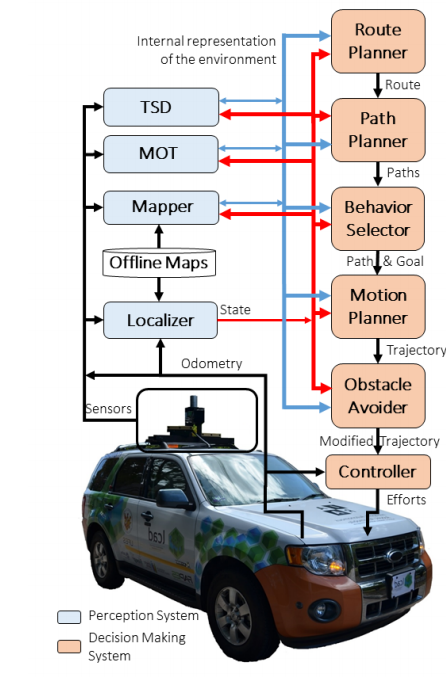 Internal representation
of the environment
Route
Planner
Route
TSD
Path
Planner
MOT
Paths
Mapper
Behavior
Selector
Offline Maps
Path & Goal
Motion
Planner
State
Localizer
Trajectory
Odometry
Obstacle
Avoider
Sensors
Modified Trajectory
Controller
Efforts
lcad
Perception System
Decision Making
System